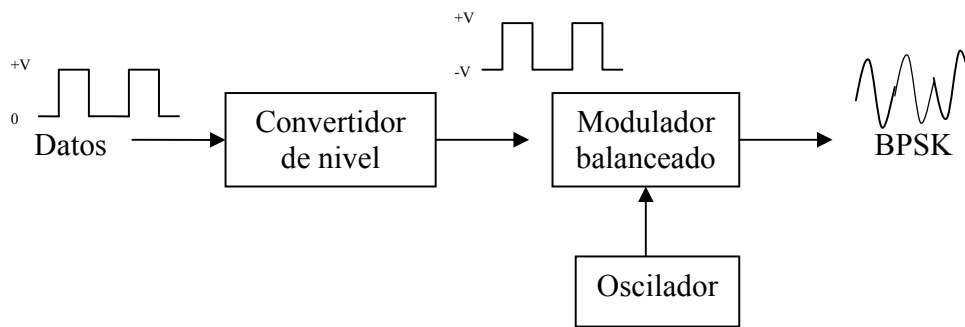 +V
0
Datos
Convertidor
de nivel
+V
-V
Modulador
balanceado
BPSK
Oscilador